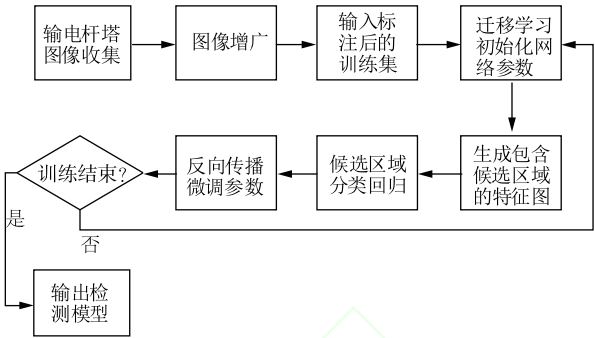 输电杆塔
图像收集
图像增广
输入标
注后的
训练集
迁移学习
初始化网
络参数
生成包含
候选区域
的特征图
候选区域
分类回归
反向传播
微调参数
训练结束?
是
否
输出检
测模型